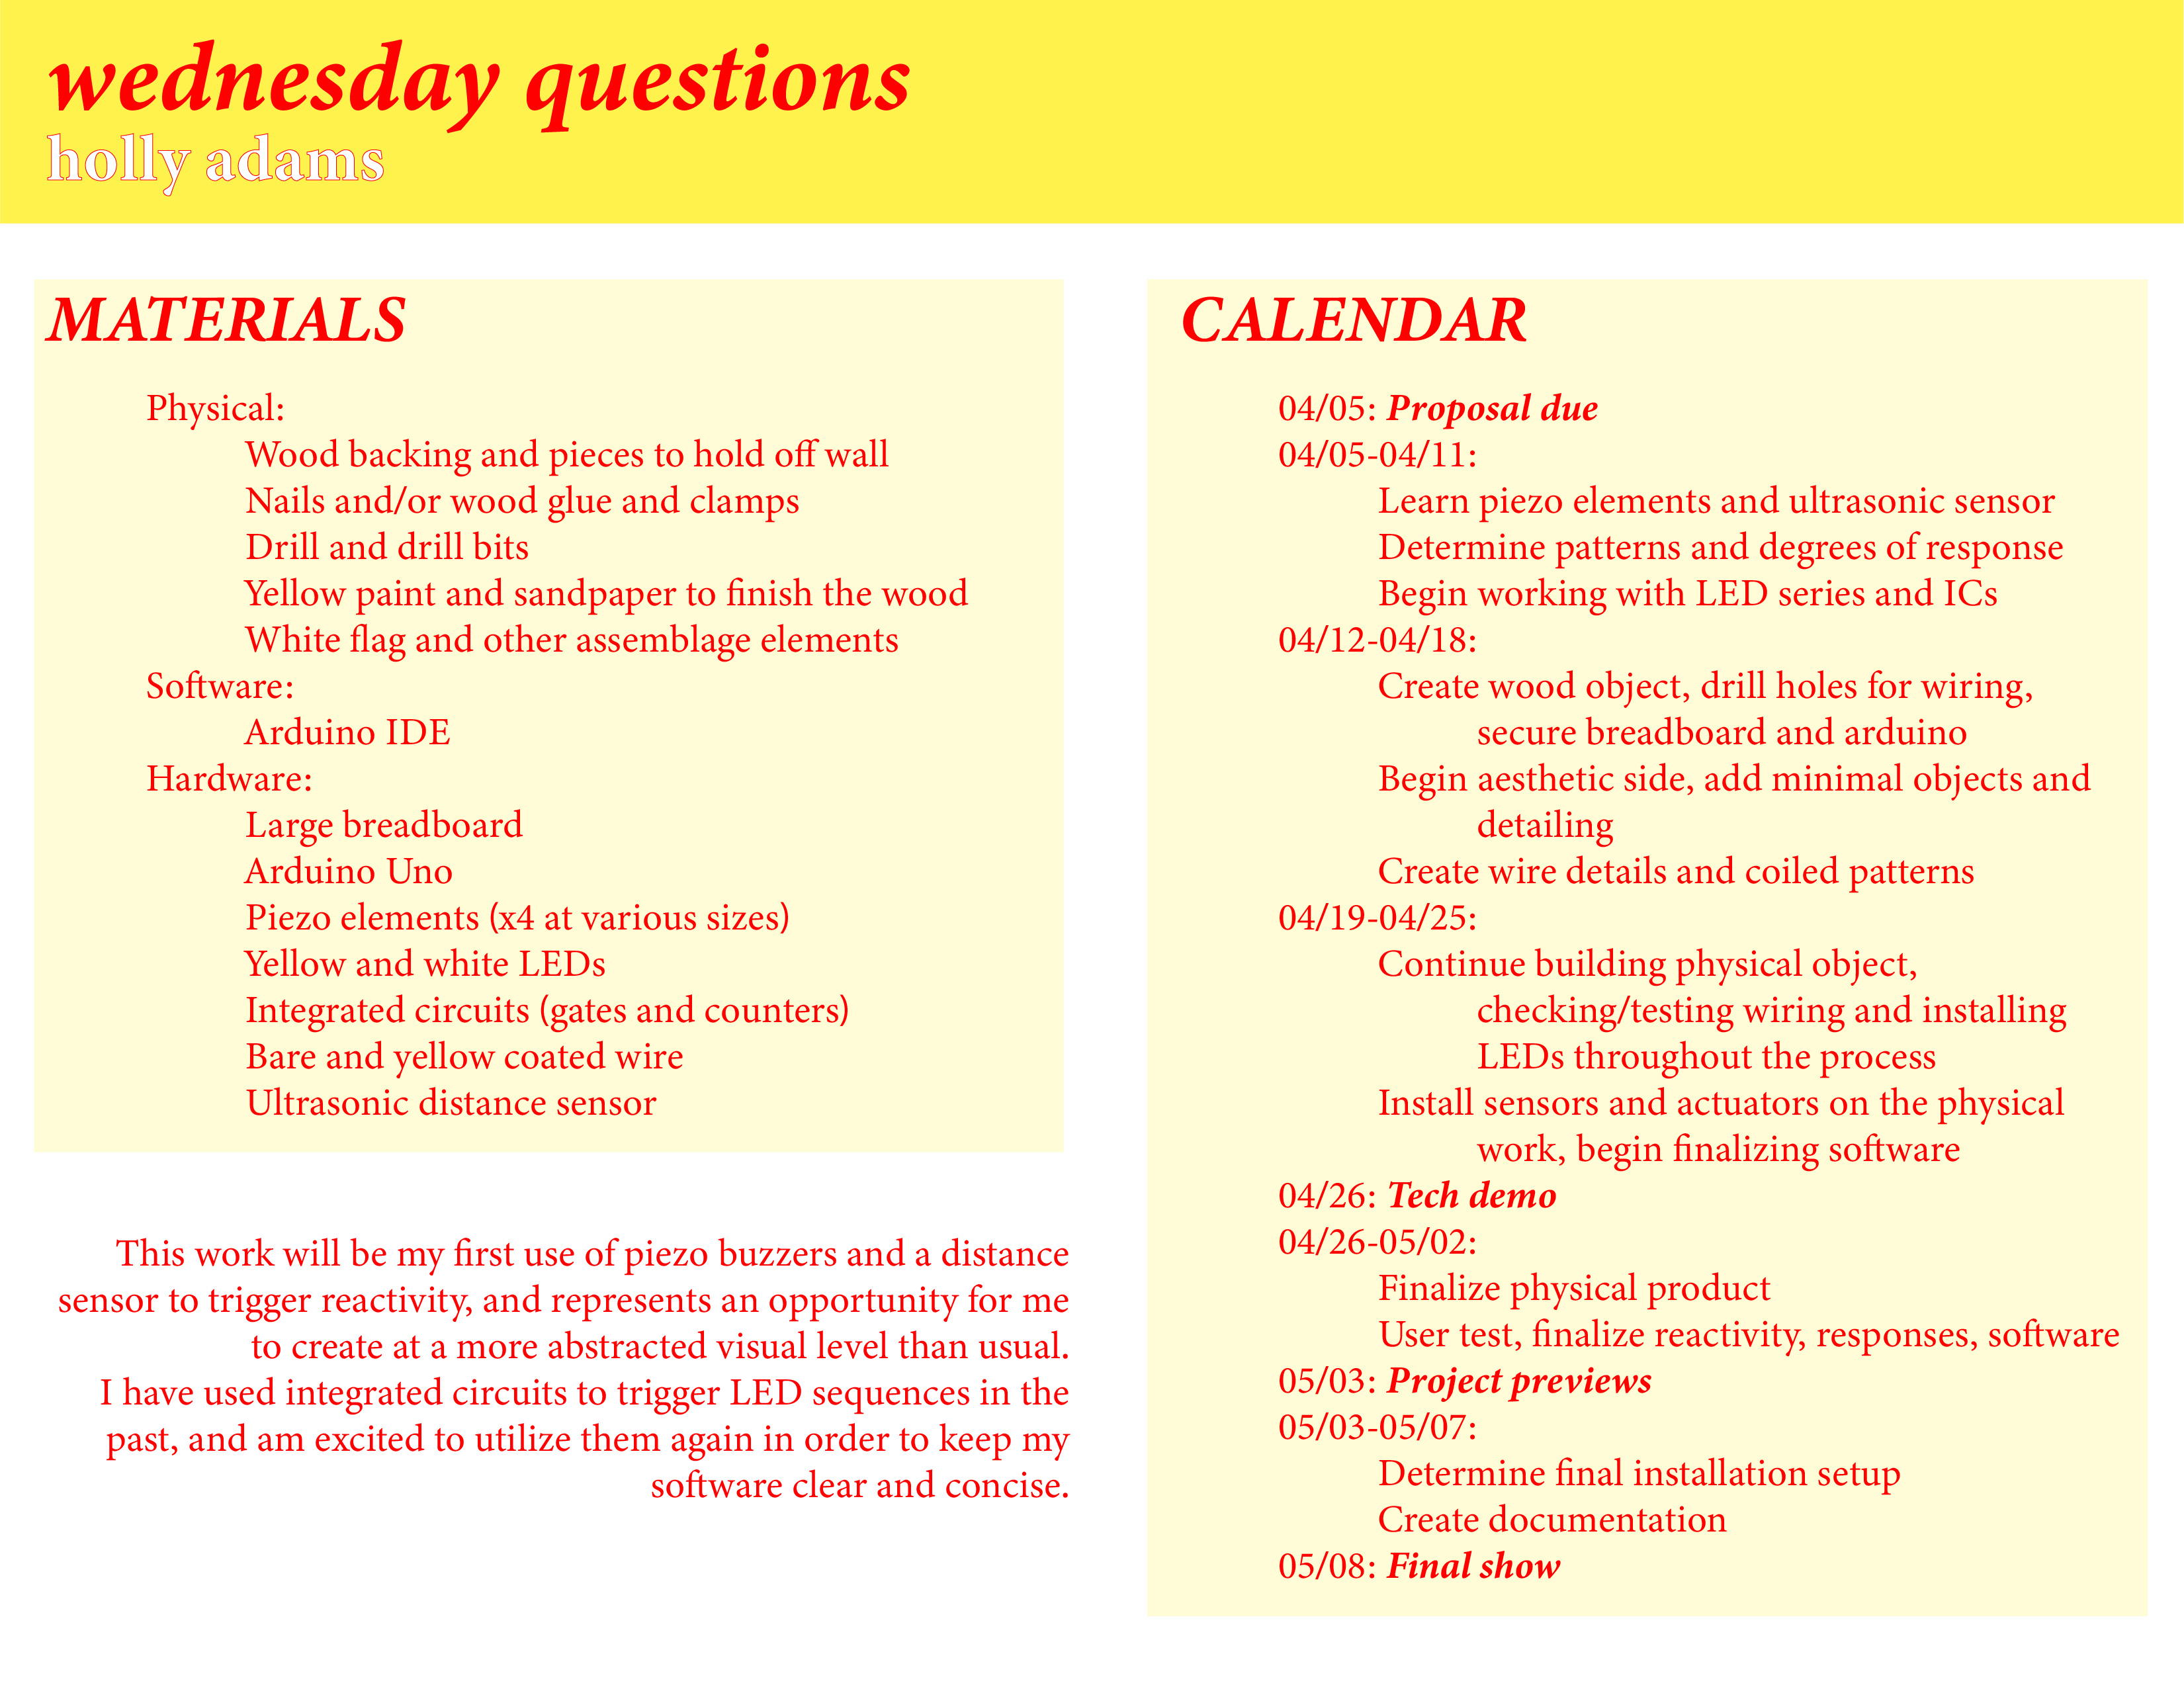 wednesday questions
holly adams
MATERIALS
Physical:
Wood backing and pieces to hold off wall
Nails and/or wood glue and clamps
Drill and drill bits
Yellow paint and sandpaper to finish the wood
White flag and other assemblage elements
Software:
Arduino IDE
Hardware:
Large breadboard
Arduino Uno
Piezo elements (x4 at various sizes)
Yellow and white LEDs
Integrated circuits (gates and counters)
Bare and yellow coated wire
Ultrasonic distance sensor
This work will be my first use of piezo buzzers and a distance
sensor to trigger reactivity, and represents an opportunity for me
to create at a more abstracted visual level than usual.
I have used integrated circuits to trigger LED sequences in the
past, and am excited to utilize them again in order to keep my
software clear and concise.
CALENDAR
04/05: Proposal due
04/05-04/11:
Learn piezo elements and ultrasonic sensor
Determine patterns and degrees of response
Begin working with LED series and ICs
04/12-04/18:
Create wood object, drill holes for wiring,
secure breadboard and arduino
Begin aesthetic side, add minimal objects and
detailing
Create wire details and coiled patterns
04/19-04/25:
Continue building physical object,
checking/testing wiring and installing
LEDs throughout the process
Install sensors and actuators on the physical
work, begin finalizing software
04/26: Tech demo
04/26-05/02:
Finalize physical product
User test, finalize reactivity, responses, software
05/03: Project previews
05/03-05/07:
Determine final installation setup
Create documentation
05/08: Final show